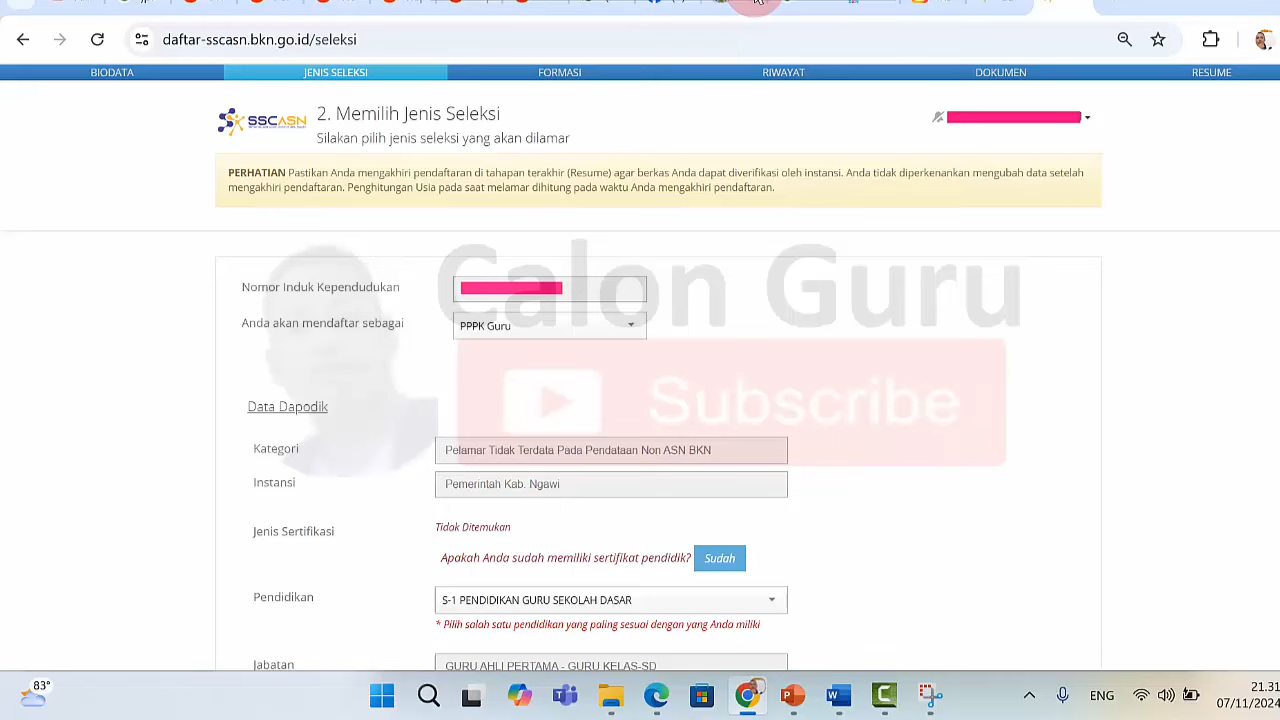 daftar-sscasn.bkn.go.id/seleksi
BIODATA JENIS SELEKSI FORMASI RIWAYAT DOKUMEN RESUME
SSCASN
2. Memilih Jenis Seleksi
Silakan pilih jenis seleksi yang akan dilamar
PERHATIAN Pastikan Anda mengakhiri pendaftaran di tahapan terakhir (Resume) agar berkas Anda dapat diverifikasi oleh instansi. Anda tidak diperkenankan mengubah data setelah
mengakhiri pendaftaran. Penghitungan Usia pada saat melamar dihitung pada waktu Anda mengakhiri pendaftaran.
Calon Guru
Nomor Induk Kependudukan
Anda akan mendaftar sebagai PPPK Guru
Subscribe
Data Dapodik
Kategori Pelamar Tidak Terdata Pada Pendataan Non ASN BKN
Instansi Pemerintah Kab. Ngawi
Jenis Sertifikasi Tidak Ditemukan
Apakah Anda sudah memiliki sertifikat pendidik? Sudah
Pendidikan S-1 PENDIDIKAN GURU SEKOLAH DASAR
* Pilih salah satu pendidikan yang paling sesuai dengan yang Anda miliki
Jabatan GURU AHLI PERTAMA - GURU KELAS-SD
83°
ENG
21.31
07/11/2024